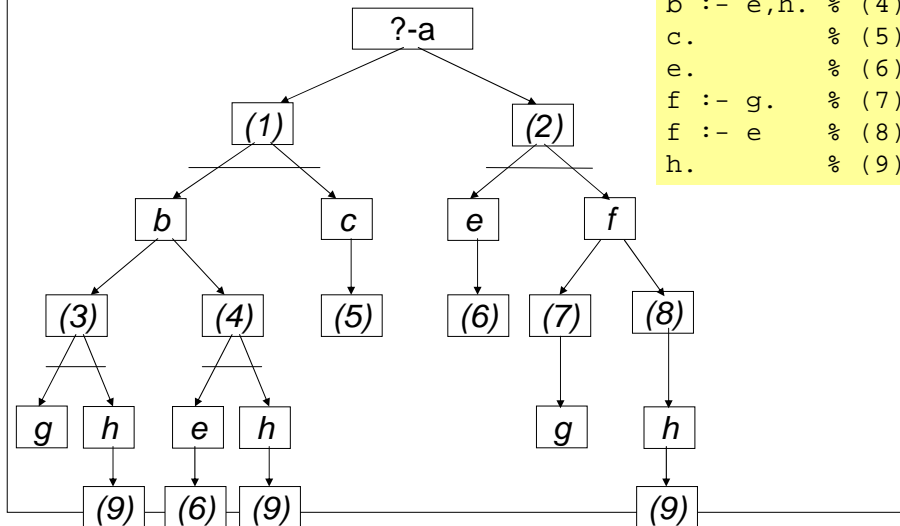 b :- e,h. % (4)
c. % (5)
e. % (6)
f :- g. % (7)
f :- e % (8)
h. % (9)
?-a
(1) (2)
b c e f
(3) (4) (5) (6) (7) (8)
g h e h g h
(9) (6) (9) (9)